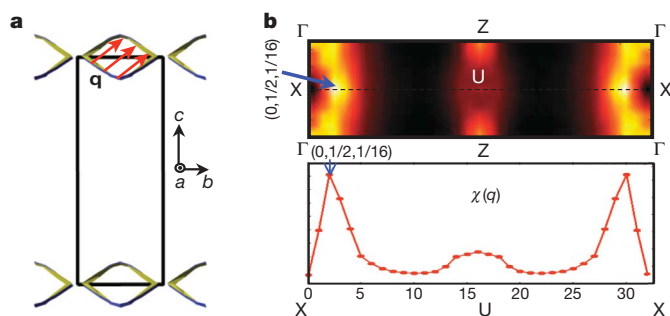 a
q
c
a b
b
Γ Z Γ
(0,1/2,1/16)
U
X X
Γ Z Γ
(0,1/2,1/16)
χ(q)
0 5 10 15 20 25 30
X U X